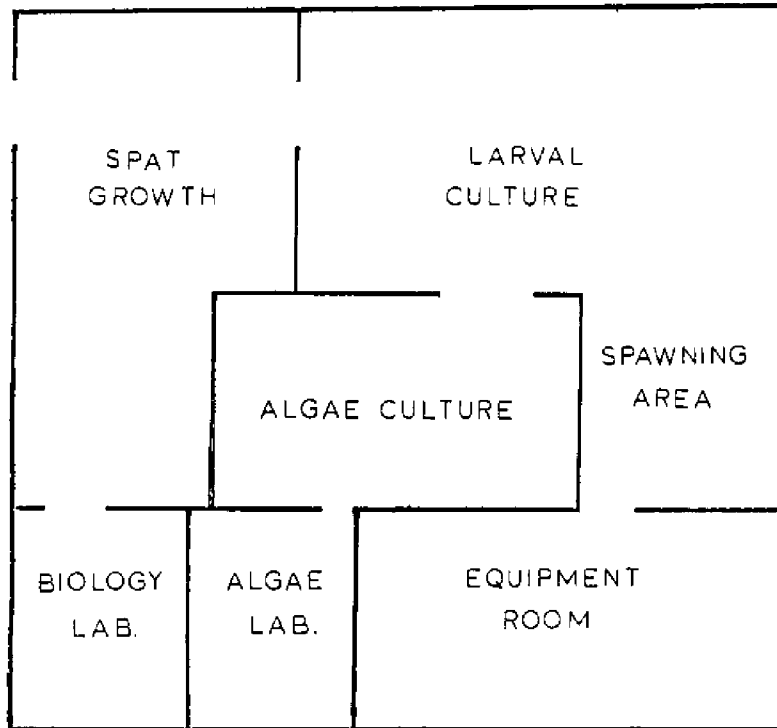 SPAT
GROWTH
LARVAL
CULTURE
SPAWNING
AREA
ALGAE CULTURE
BIOLOGY
LAB.
ALGAE
LAB.
EQUIPMENT
ROOM